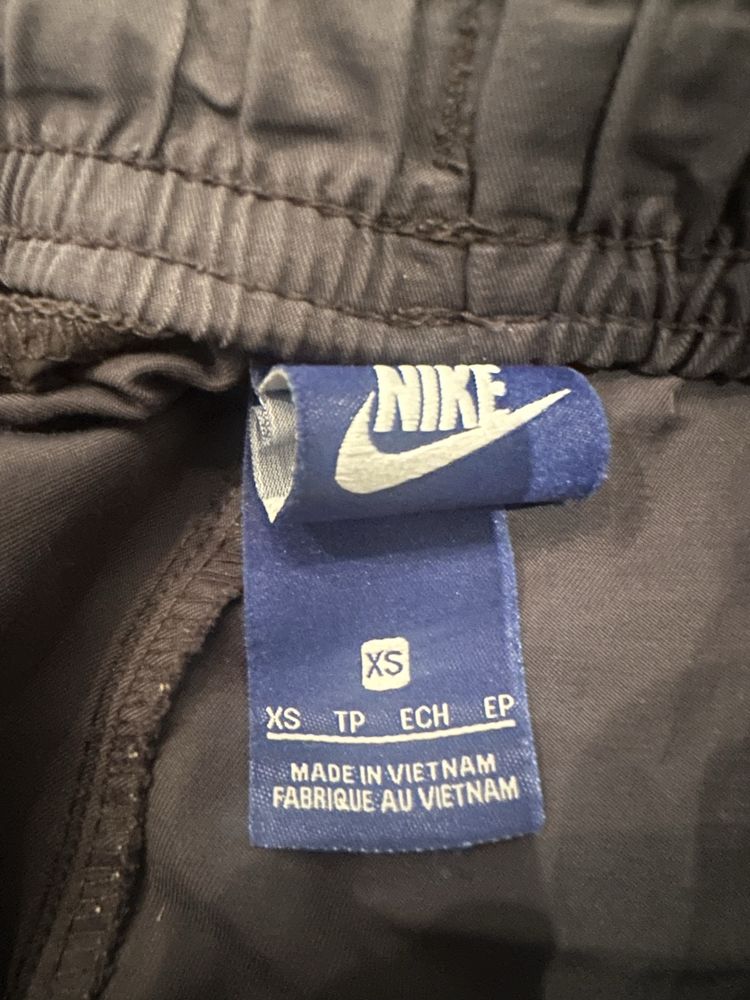 NIKE
XS
XS TP ECH EP
MADE IN VIETNAM
FABRIQUE AU VIETNAM